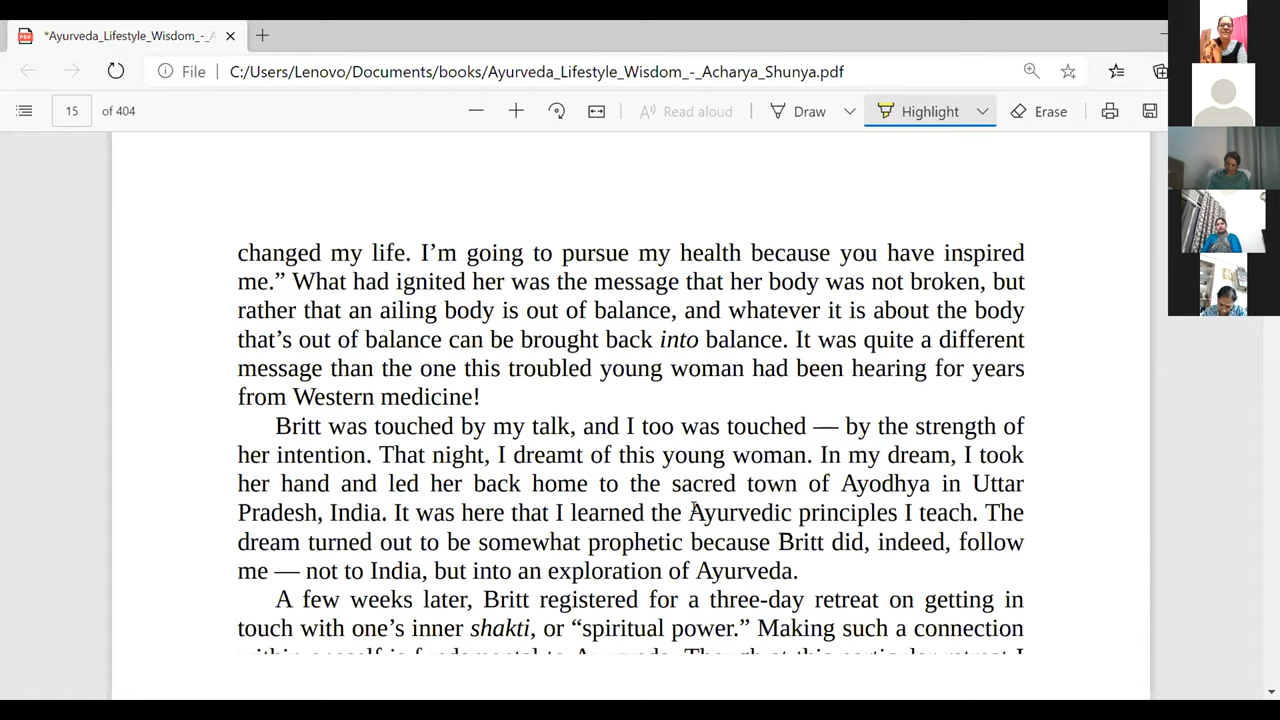 *Ayurveda_Lifestyle_Wisdom_-_A
File C:/Users/Lenovo/Documents/books/Ayurveda_Lifestyle_Wisdom_-_Acharya_Shunya.pdf
15 of 404 Read aloud Draw Highlight Erase
changed my life. I’m going to pursue my health because you have inspired
me.” What had ignited her was the message that her body was not broken, but
rather that an ailing body is out of balance, and whatever it is about the body
that’s out of balance can be brought back into balance. It was quite a different
message than the one this troubled young woman had been hearing for years
from Western medicine!
Britt was touched by my talk, and I too was touched — by the strength of
her intention. That night, I dreamt of this young woman. In my dream, I took
her hand and led her back home to the sacred town of Ayodhya in Uttar
Pradesh, India. It was here that I learned the Ayurvedic principles I teach. The
dream turned out to be somewhat prophetic because Britt did, indeed, follow
me — not to India, but into an exploration of Ayurveda.
A few weeks later, Britt registered for a three-day retreat on getting in
touch with one’s inner shakti, or “spiritual power.” Making such a connection